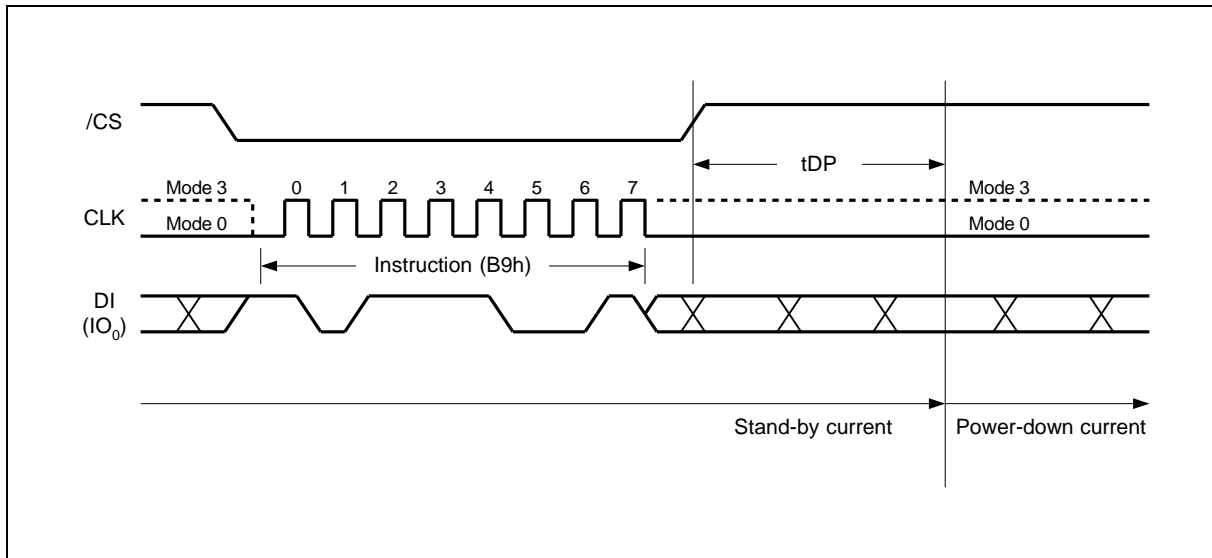 /CS
tDP
Mode 3 0 1 2 3 4 5 6 7 Mode 3
CLK
Mode 0 Mode 0
Instruction (B9h)
DI
(IO₀)
Stand-by current Power-down current